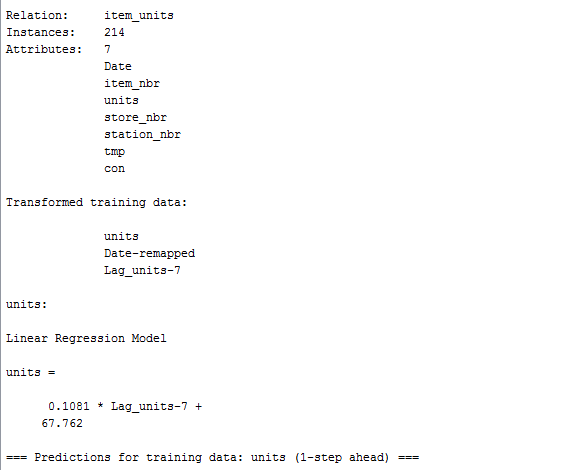 Relation:     item_units
Instances:    214
Attributes:   7
              Date
              item_nbr
              units
              store_nbr
              station_nbr
              tmp
              con
Transformed training data:
              units
              Date-remapped
              Lag_units-7
units:
Linear Regression Model
units =
      0.1081 * Lag_units-7 +
     67.762
=== Predictions for training data: units (1-step ahead) ===